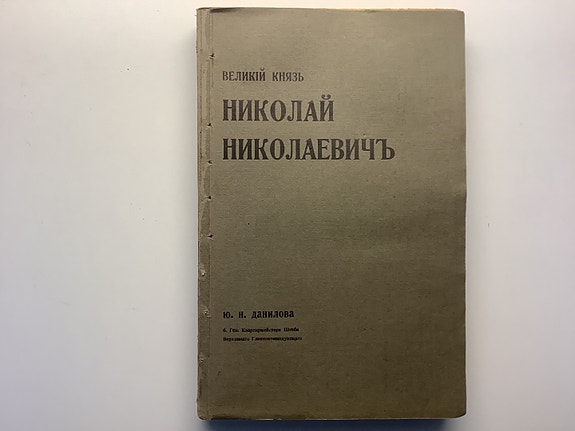 ВЕЛИКІЙ КНЯЗЬ
НИКОЛАЙ
НИКОЛАЕВИЧЪ
Ю. Н. ДАНИЛОВА
б. Ген. Квартирмейстера Штаба
Верховнаго Главнокомандующаго